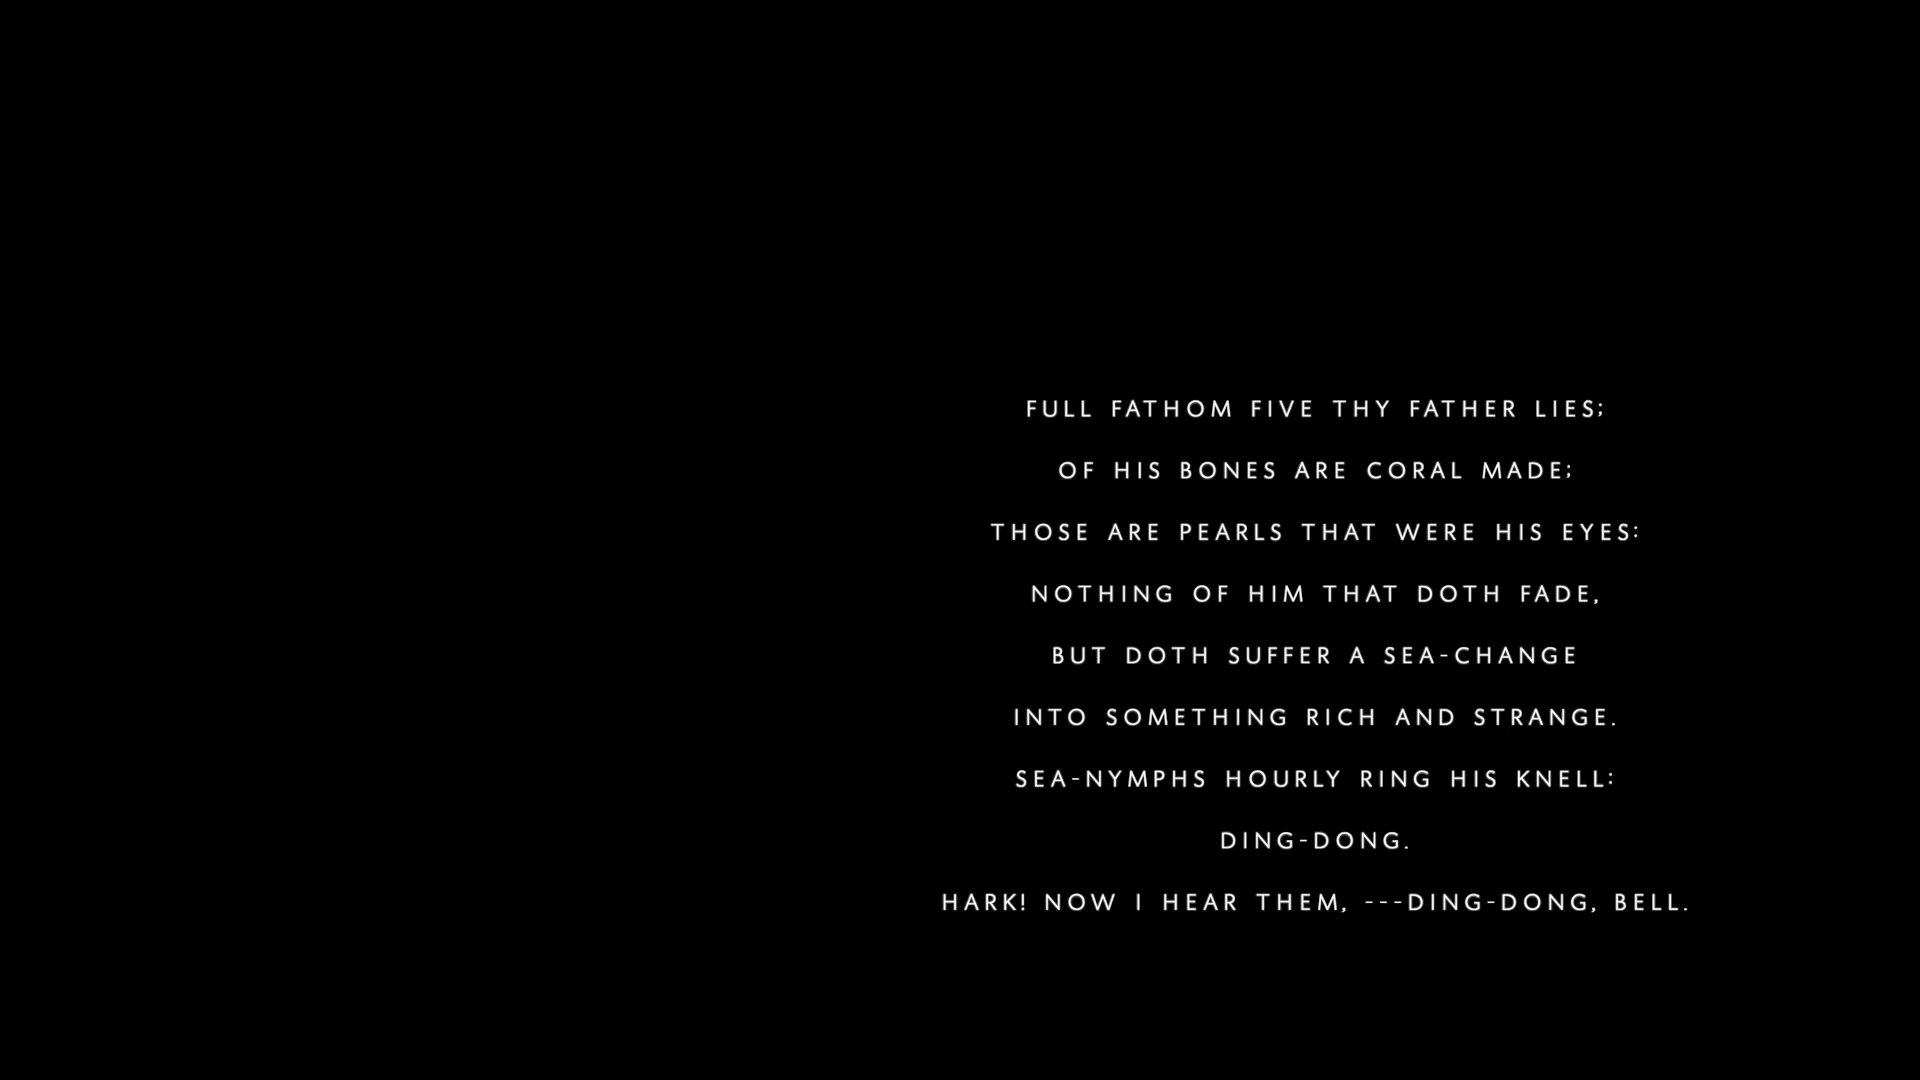 FULL FATHOM FIVE THY FATHER LIES;
OF HIS BONES ARE CORAL MADE;
THOSE ARE PEARLS THAT WERE HIS EYES:
NOTHING OF HIM THAT DOTH FADE,
BUT DOTH SUFFER A SEA-CHANGE
INTO SOMETHING RICH AND STRANGE.
SEA-NYMPHS HOURLY RING HIS KNELL:
DING-DONG.
HARK! NOW I HEAR THEM, ---DING-DONG, BELL.